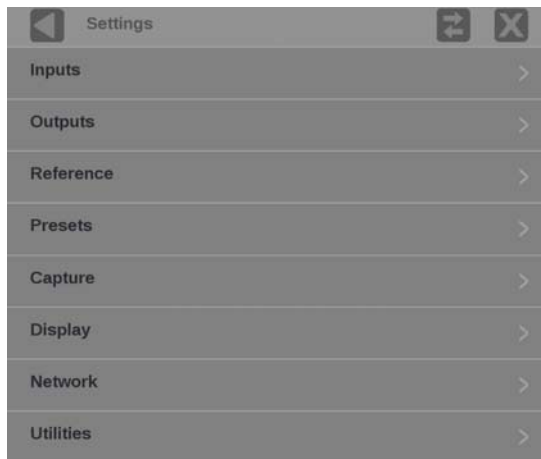 Settings
Inputs
Outputs
Reference
Presets
Capture
Display
Network
Utilities